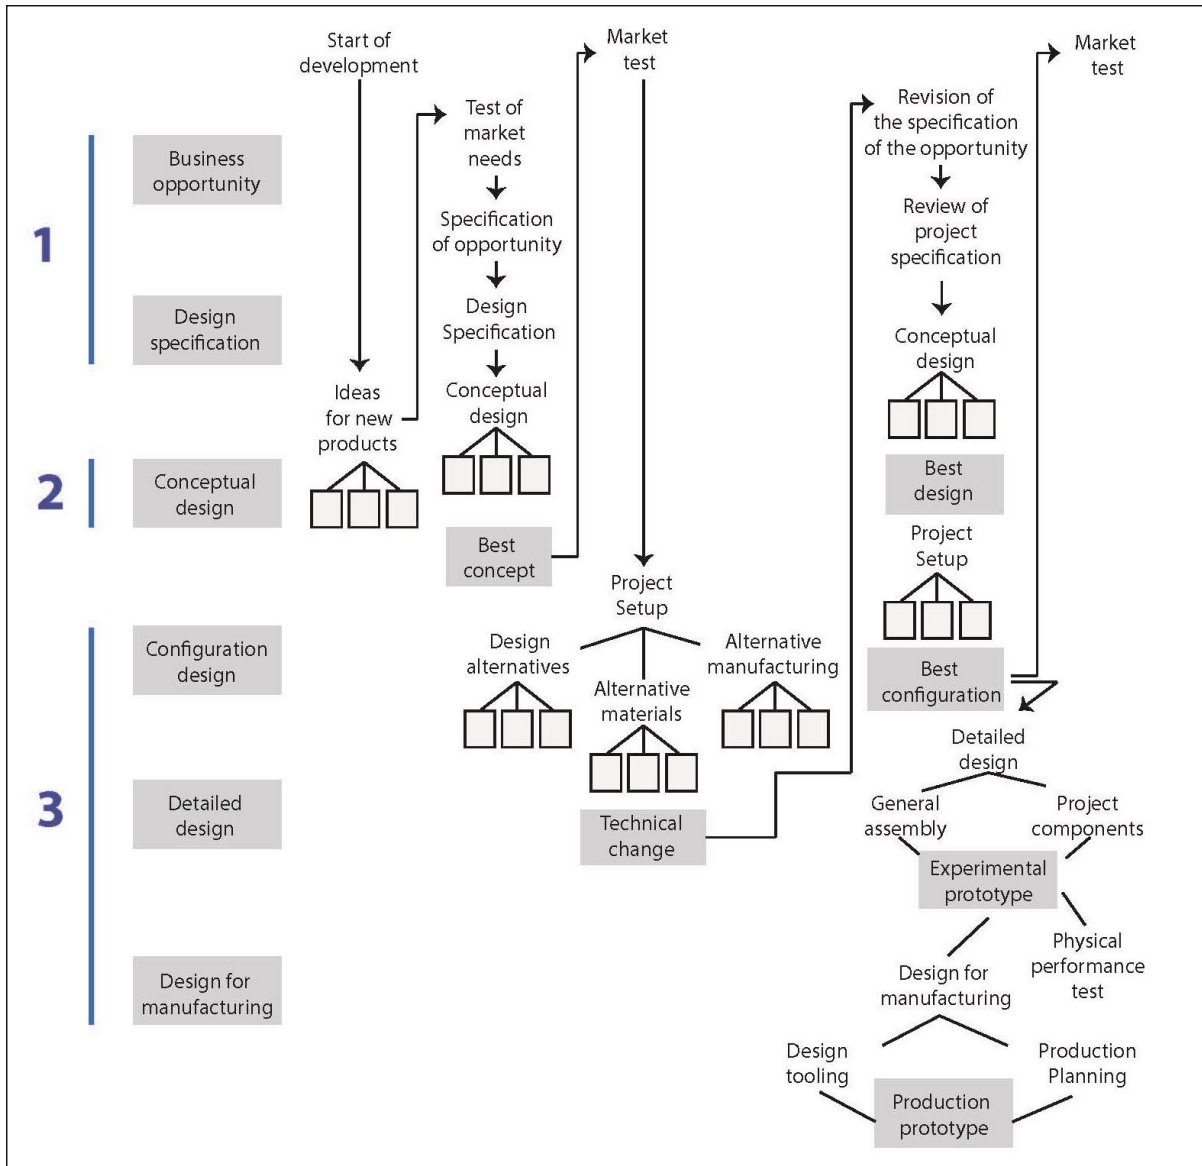 1
Business
opportunity
Design
specification
2
Conceptual
design
3
Configuration
design
Detailed
design
Design for
manufacturing
Start of
development
Ideas
for new
products
Test of
market
needs
Specification
of opportunity
Design
Specification
Conceptual
design
Best
concept
Market
test
Project
Setup
Design
alternatives
Alternative
materials
Alternative
manufacturing
Technical
change
Revision of
the specification
of the opportunity
Review of
project
specification
Conceptual
design
Best
design
Project
Setup
Best
configuration
Market
test
Detailed
design
General
assembly
Project
components
Experimental
prototype
Physical
performance
test
Design for
manufacturing
Design
tooling
Production
Planning
Production
prototype